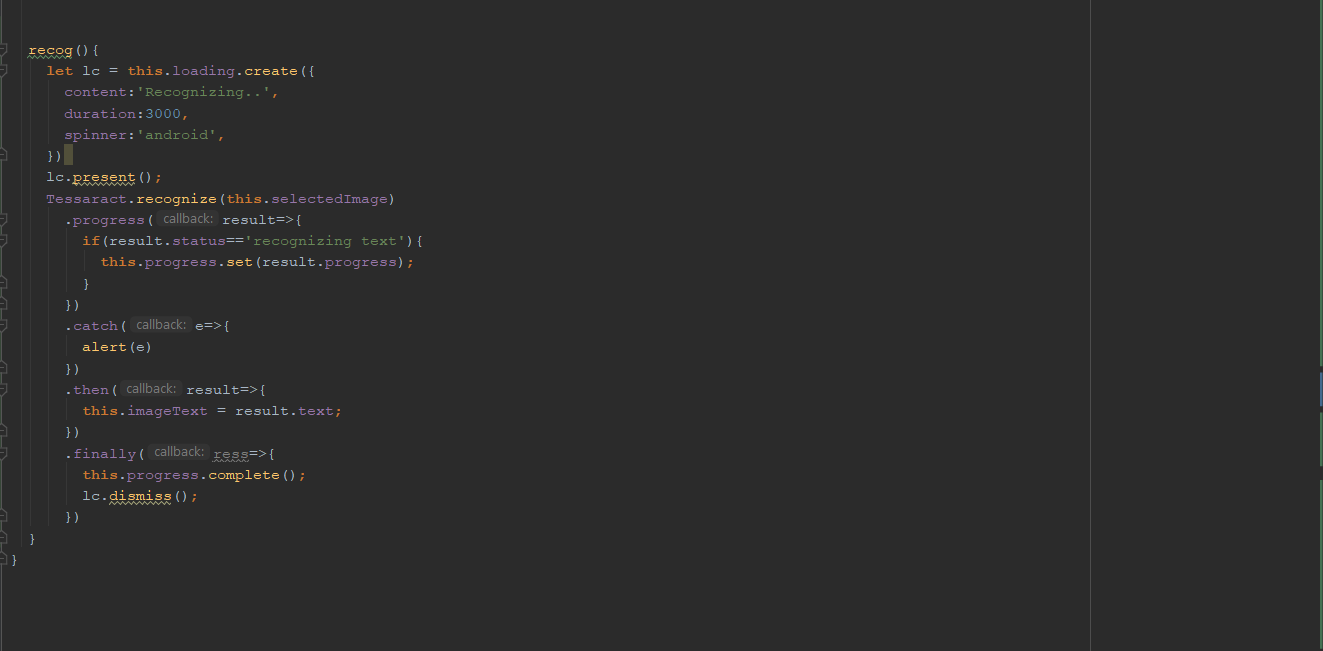 recog(){
let lc = this.loading.create({
content:'Recognizing..',
duration:3000,
spinner:'android',
})
lc.present();
Tessaract.recognize(this.selectedImage)
.progress( callback: result=>{
if(result.status=='recognizing text'){
this.progress.set(result.progress);
}
})
.catch( callback: e=>{
alert(e)
})
.then( callback: result=>{
this.imageText = result.text;
})
.finally( callback: ress=>{
this.progress.complete();
lc.dismiss();
})
}
}